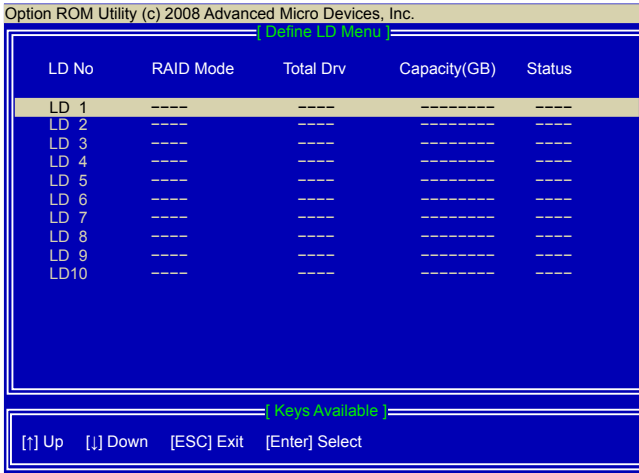 Option ROM Utility (c) 2008 Advanced Micro Devices, Inc.
[ Define LD Menu ]
LD No RAID Mode Total Drv Capacity(GB) Status
LD 1 ---- ---- -------- ----
LD 2 ---- ---- -------- ----
LD 3 ---- ---- -------- ----
LD 4 ---- ---- -------- ----
LD 5 ---- ---- -------- ----
LD 6 ---- ---- -------- ----
LD 7 ---- ---- -------- ----
LD 8 ---- ---- -------- ----
LD 9 ---- ---- -------- ----
LD10 ---- ---- -------- ----
[ Keys Available ]
[↑] Up [↓] Down [ESC] Exit [Enter] Select